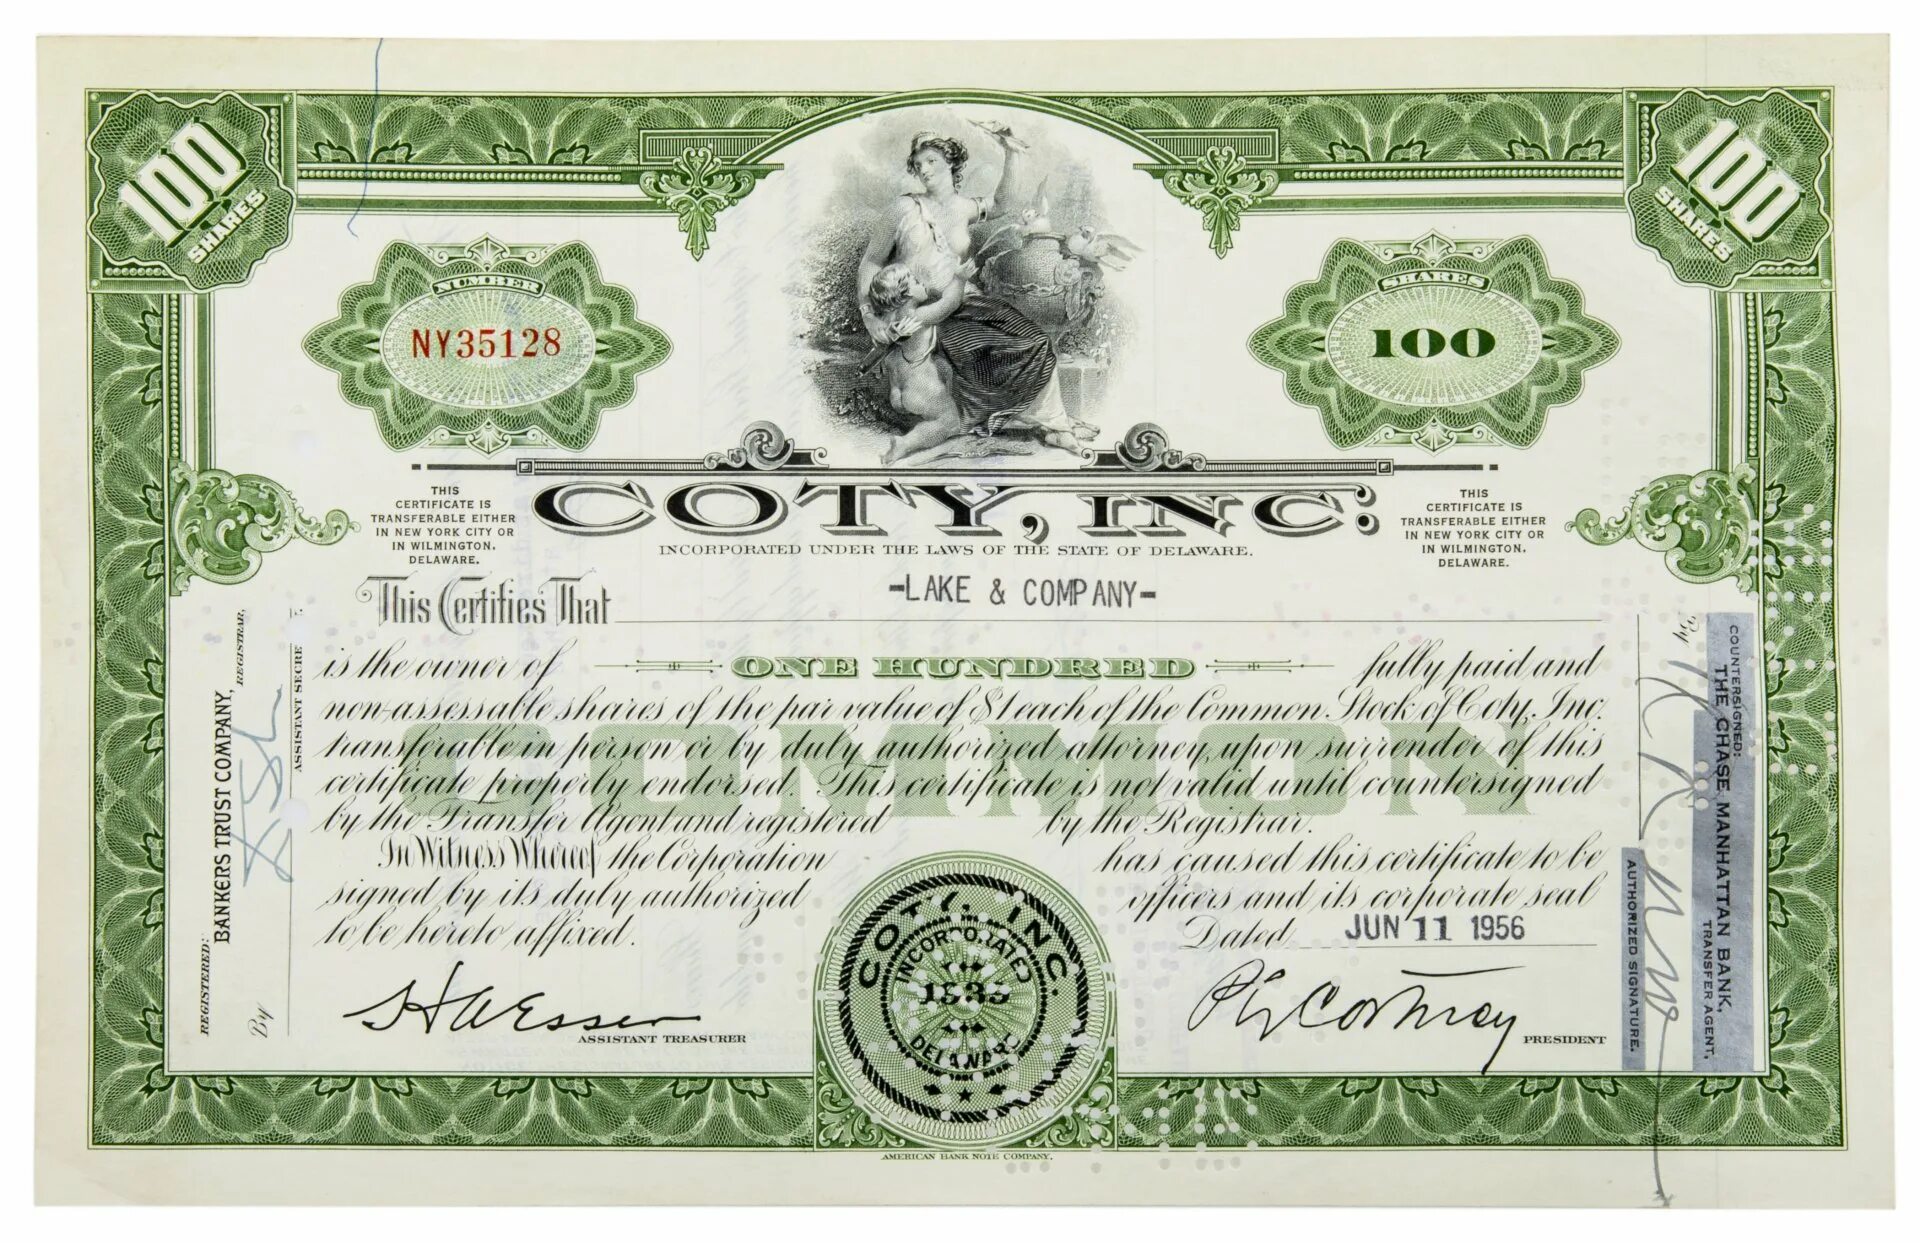 100 SHARES
100 SHARES
NUMBER
NY35128
SHARES
100
COTY, INC.
INCORPORATED UNDER THE LAWS OF THE STATE OF DELAWARE.
THIS
CERTIFICATE IS
TRANSFERABLE EITHER
IN NEW YORK CITY OR
IN WILMINGTON,
DELAWARE.
THIS
CERTIFICATE IS
TRANSFERABLE EITHER
IN NEW YORK CITY OR
IN WILMINGTON,
DELAWARE.
This Certifies That
-LAKE & COMPANY-
is the owner of ONE HUNDRED fully paid and
non-assessable shares of the par value of $1 each of the Common Stock of Coty, Inc.
transferable in person or by duly authorized attorney, upon surrender of this
certificate properly endorsed. This certificate is not valid until countersigned
by the Transfer Agent and registered by the Registrar.
COMMON
In Witness Whereof the Corporation has caused this certificate to be
signed by its duly authorized officers and its corporate seal
to be hereto affixed.
Dated JUN 11 1956
ASSISTANT TREASURER
PRESIDENT
COTY, INC.
INCORPORATED
DELAWARE
AMERICAN BANK NOTE COMPANY.
REGISTERED:
BANKERS TRUST COMPANY,
REGISTRAR,
By
ASSISTANT SECRE
COUNTERSIGNED:
THE CHASE MANHATTAN BANK,
TRANSFER AGENT,
By
AUTHORIZED SIGNATURE.